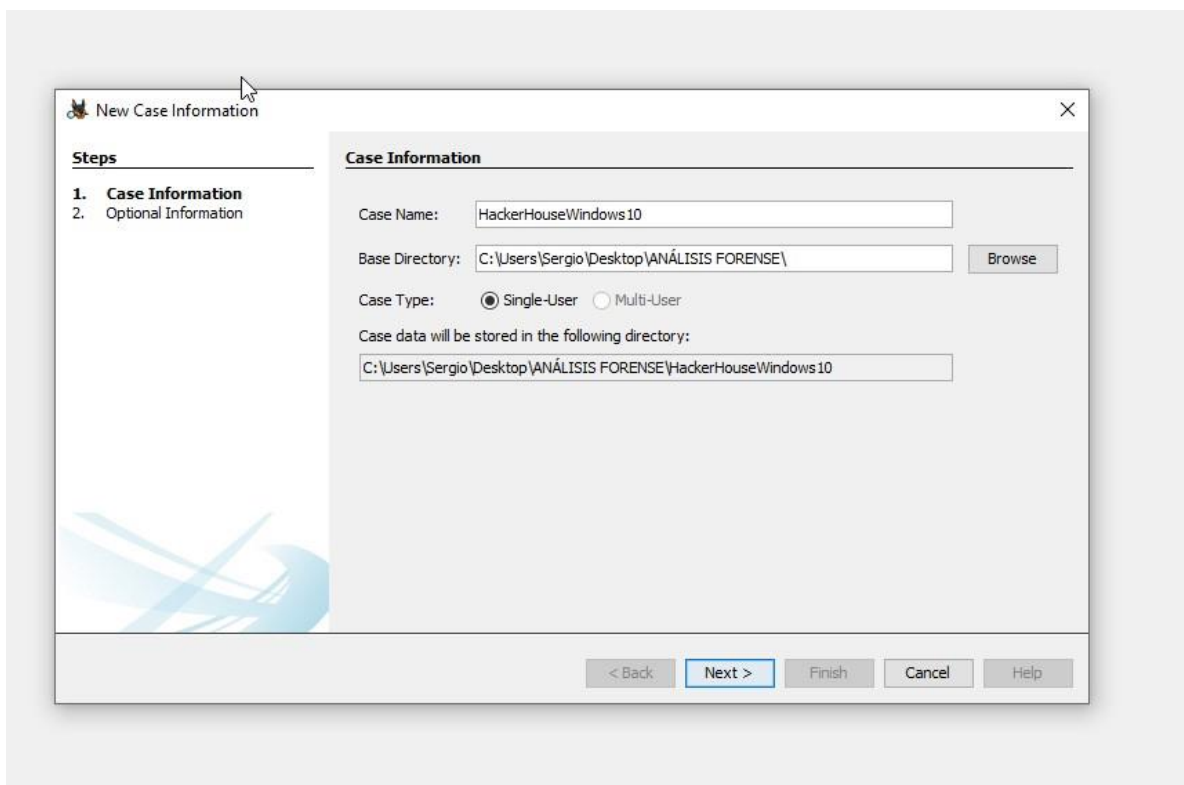 New Case Information
Steps
1. Case Information
2. Optional Information
Case Information
Case Name: HackerHouseWindows10
Base Directory: C:\Users\Sergio\Desktop\ANÁLISIS FORENSE\ Browse
Case Type: Single-User Multi-User
Case data will be stored in the following directory:
C:\Users\Sergio\Desktop\ANÁLISIS FORENSE\HackerHouseWindows10
< Back Next > Finish Cancel Help